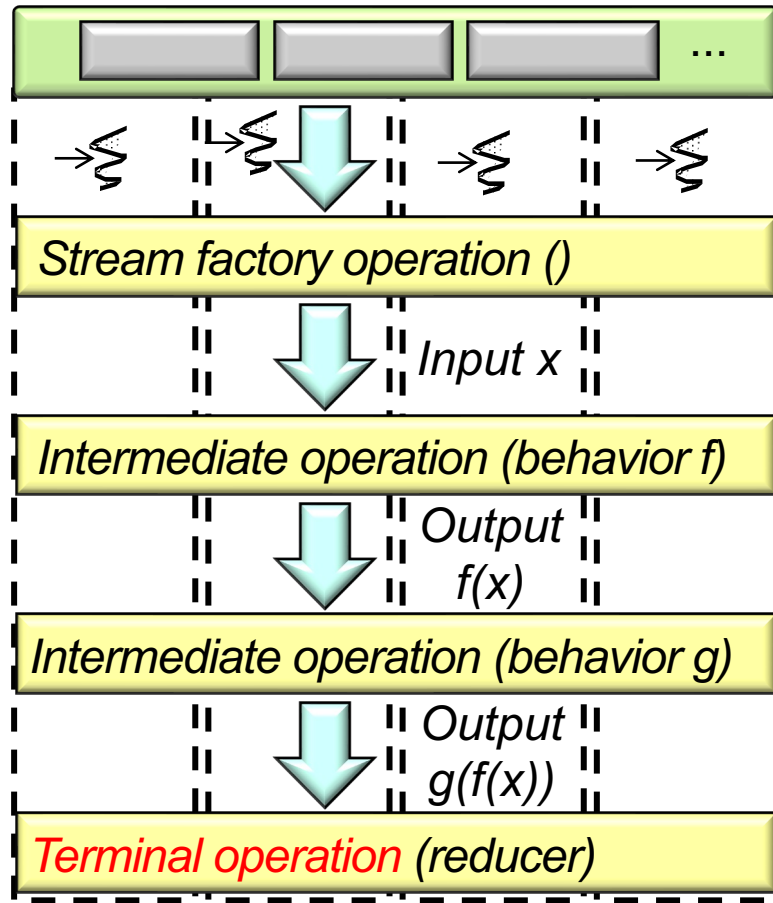 ...
Stream factory operation ()
Input x
Intermediate operation (behavior f)
Output
f(x)
Intermediate operation (behavior g)
Output
g(f(x))
Terminal operation (reducer)